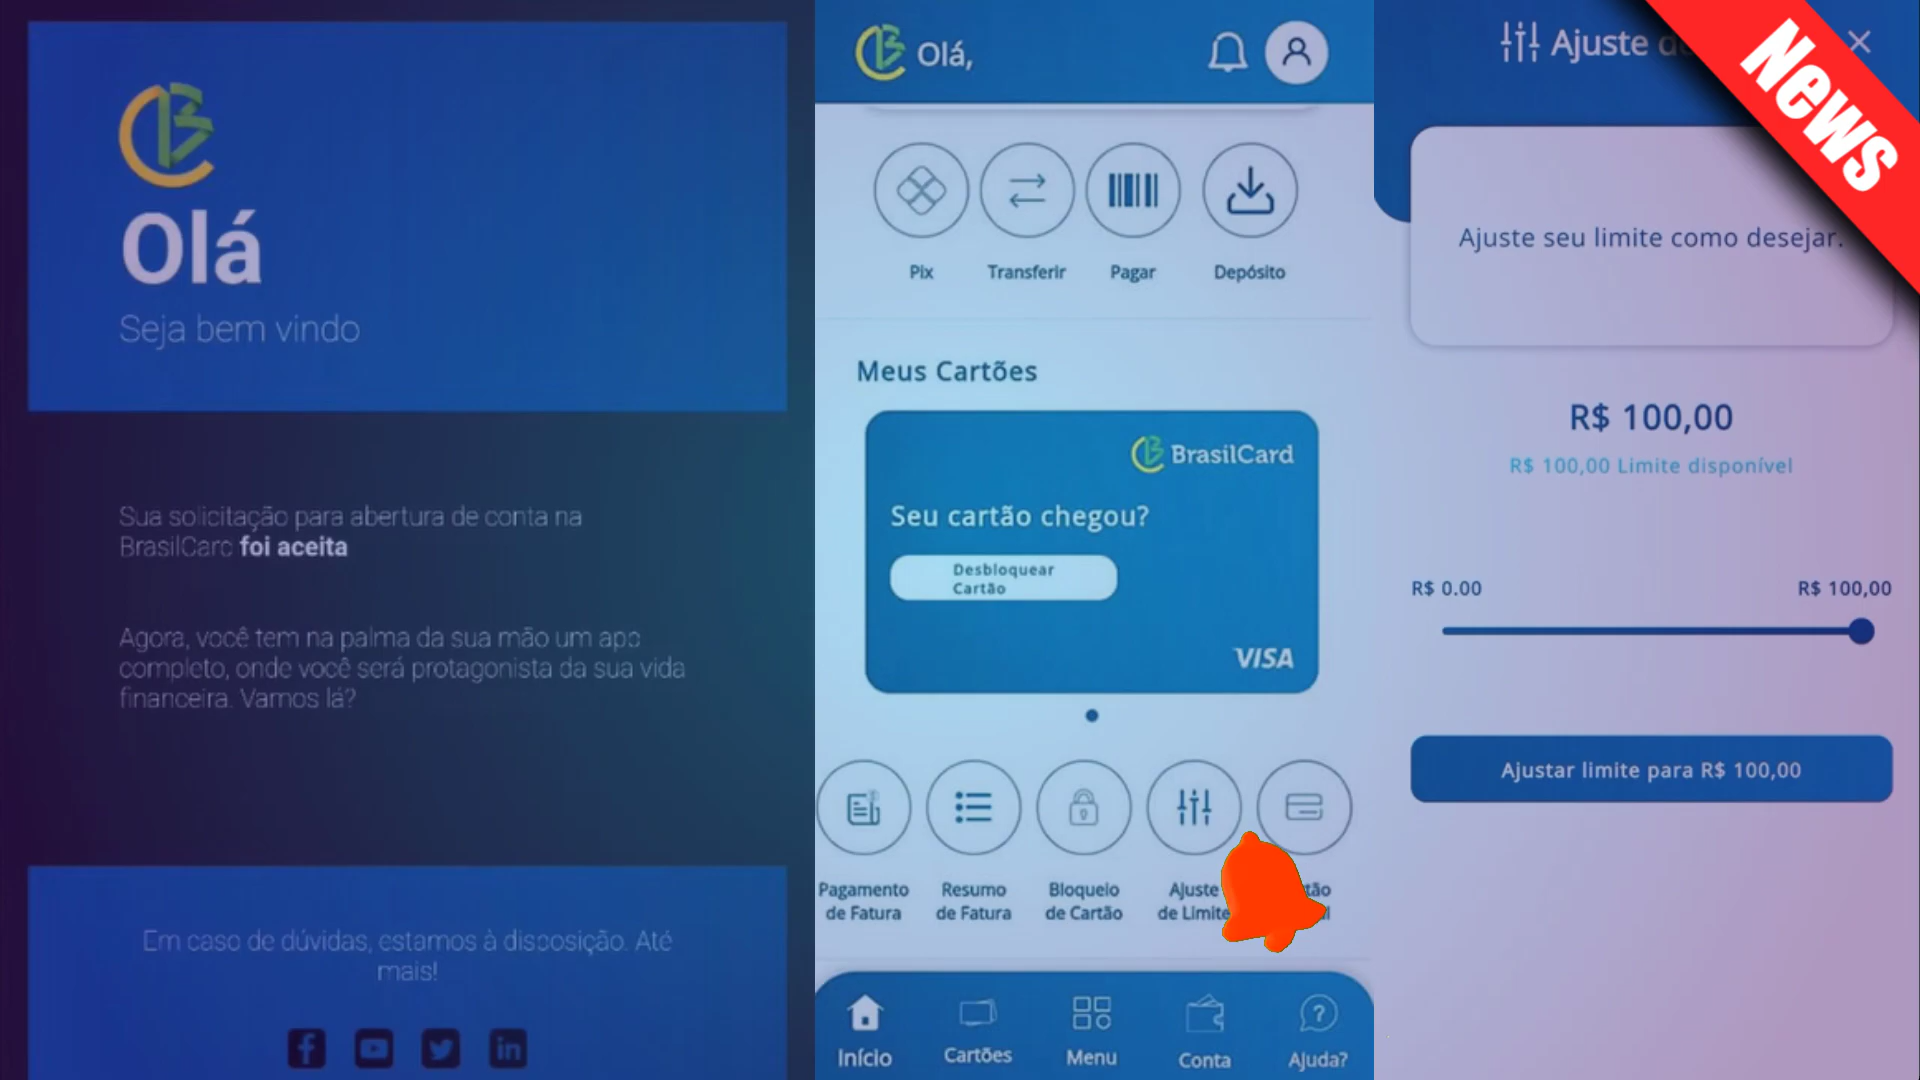 Olá
Seja bem vindo
Sua solicitação para abertura de conta na
BrasilCard foi aceita
Agora, você tem na palma da sua mão um app
completo, onde você será protagonista da sua vida
financeira. Vamos lá?
Em caso de dúvidas, estamos à disposição. Até
mais!
Olá,
Pix Transferir Pagar Depósito
Meus Cartões
BrasilCard
Seu cartão chegou?
Desbloquear
Cartão
VISA
Pagamento
de Fatura
Resumo
de Fatura
Bloqueio
de Cartão
Ajuste
de Limite
Início Cartões Menu Conta Ajuda?
Ajuste
News
Ajuste seu limite como desejar.
R$ 100,00
R$ 100,00 Limite disponível
R$ 0.00 R$ 100,00
Ajustar limite para R$ 100,00